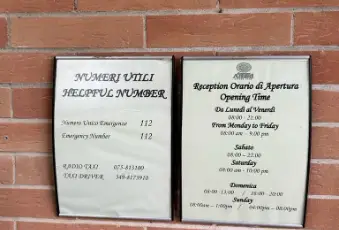 NUMERI UTILI
HELPFUL NUMBER
Numero Unico Emergenze 112
Emergency Number 112
RADIO TAXI
TAXI DRIVER
Reception Orario di Apertura
Opening Time
Da Lunedì al Venerdì
08:00 - 21:00
From Monday to Friday
08:00 am - 9:00 pm
Sabato
08:00 - 22:00
Saturday
08:00 am - 10:00 pm
Domenica
Sunday